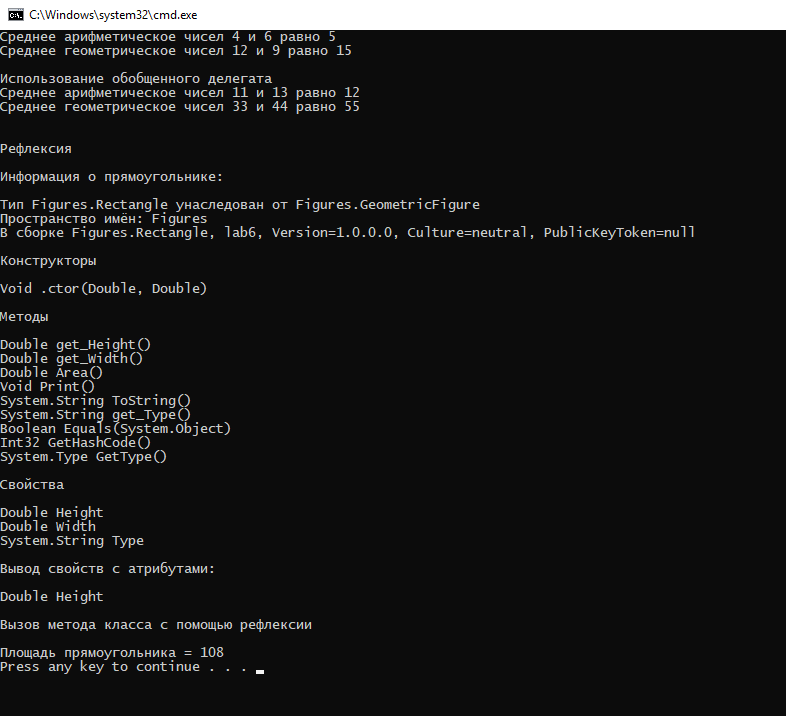 C:\Windows\system32\cmd.exe
Среднее арифметическое чисел 4 и 6 равно 5
Среднее геометрическое чисел 12 и 9 равно 15
Использование обобщенного делегата
Среднее арифметическое чисел 11 и 13 равно 12
Среднее геометрическое чисел 33 и 44 равно 55
Рефлексия
Информация о прямоугольнике:
Тип Figures.Rectangle унаследован от Figures.GeometricFigure
Пространство имён: Figures
В сборке Figures.Rectangle, lab6, Version=1.0.0.0, Culture=neutral, PublicKeyToken=null
Конструкторы
Void .ctor(Double, Double)
Методы
Double get_Height()
Double get_Width()
Double Area()
Void Print()
System.String ToString()
System.String get_Type()
Boolean Equals(System.Object)
Int32 GetHashCode()
System.Type GetType()
Свойства
Double Height
Double Width
System.String Type
Вывод свойств с атрибутами:
Double Height
Вызов метода класса с помощью рефлексии
Площадь прямоугольника = 108
Press any key to continue . . .